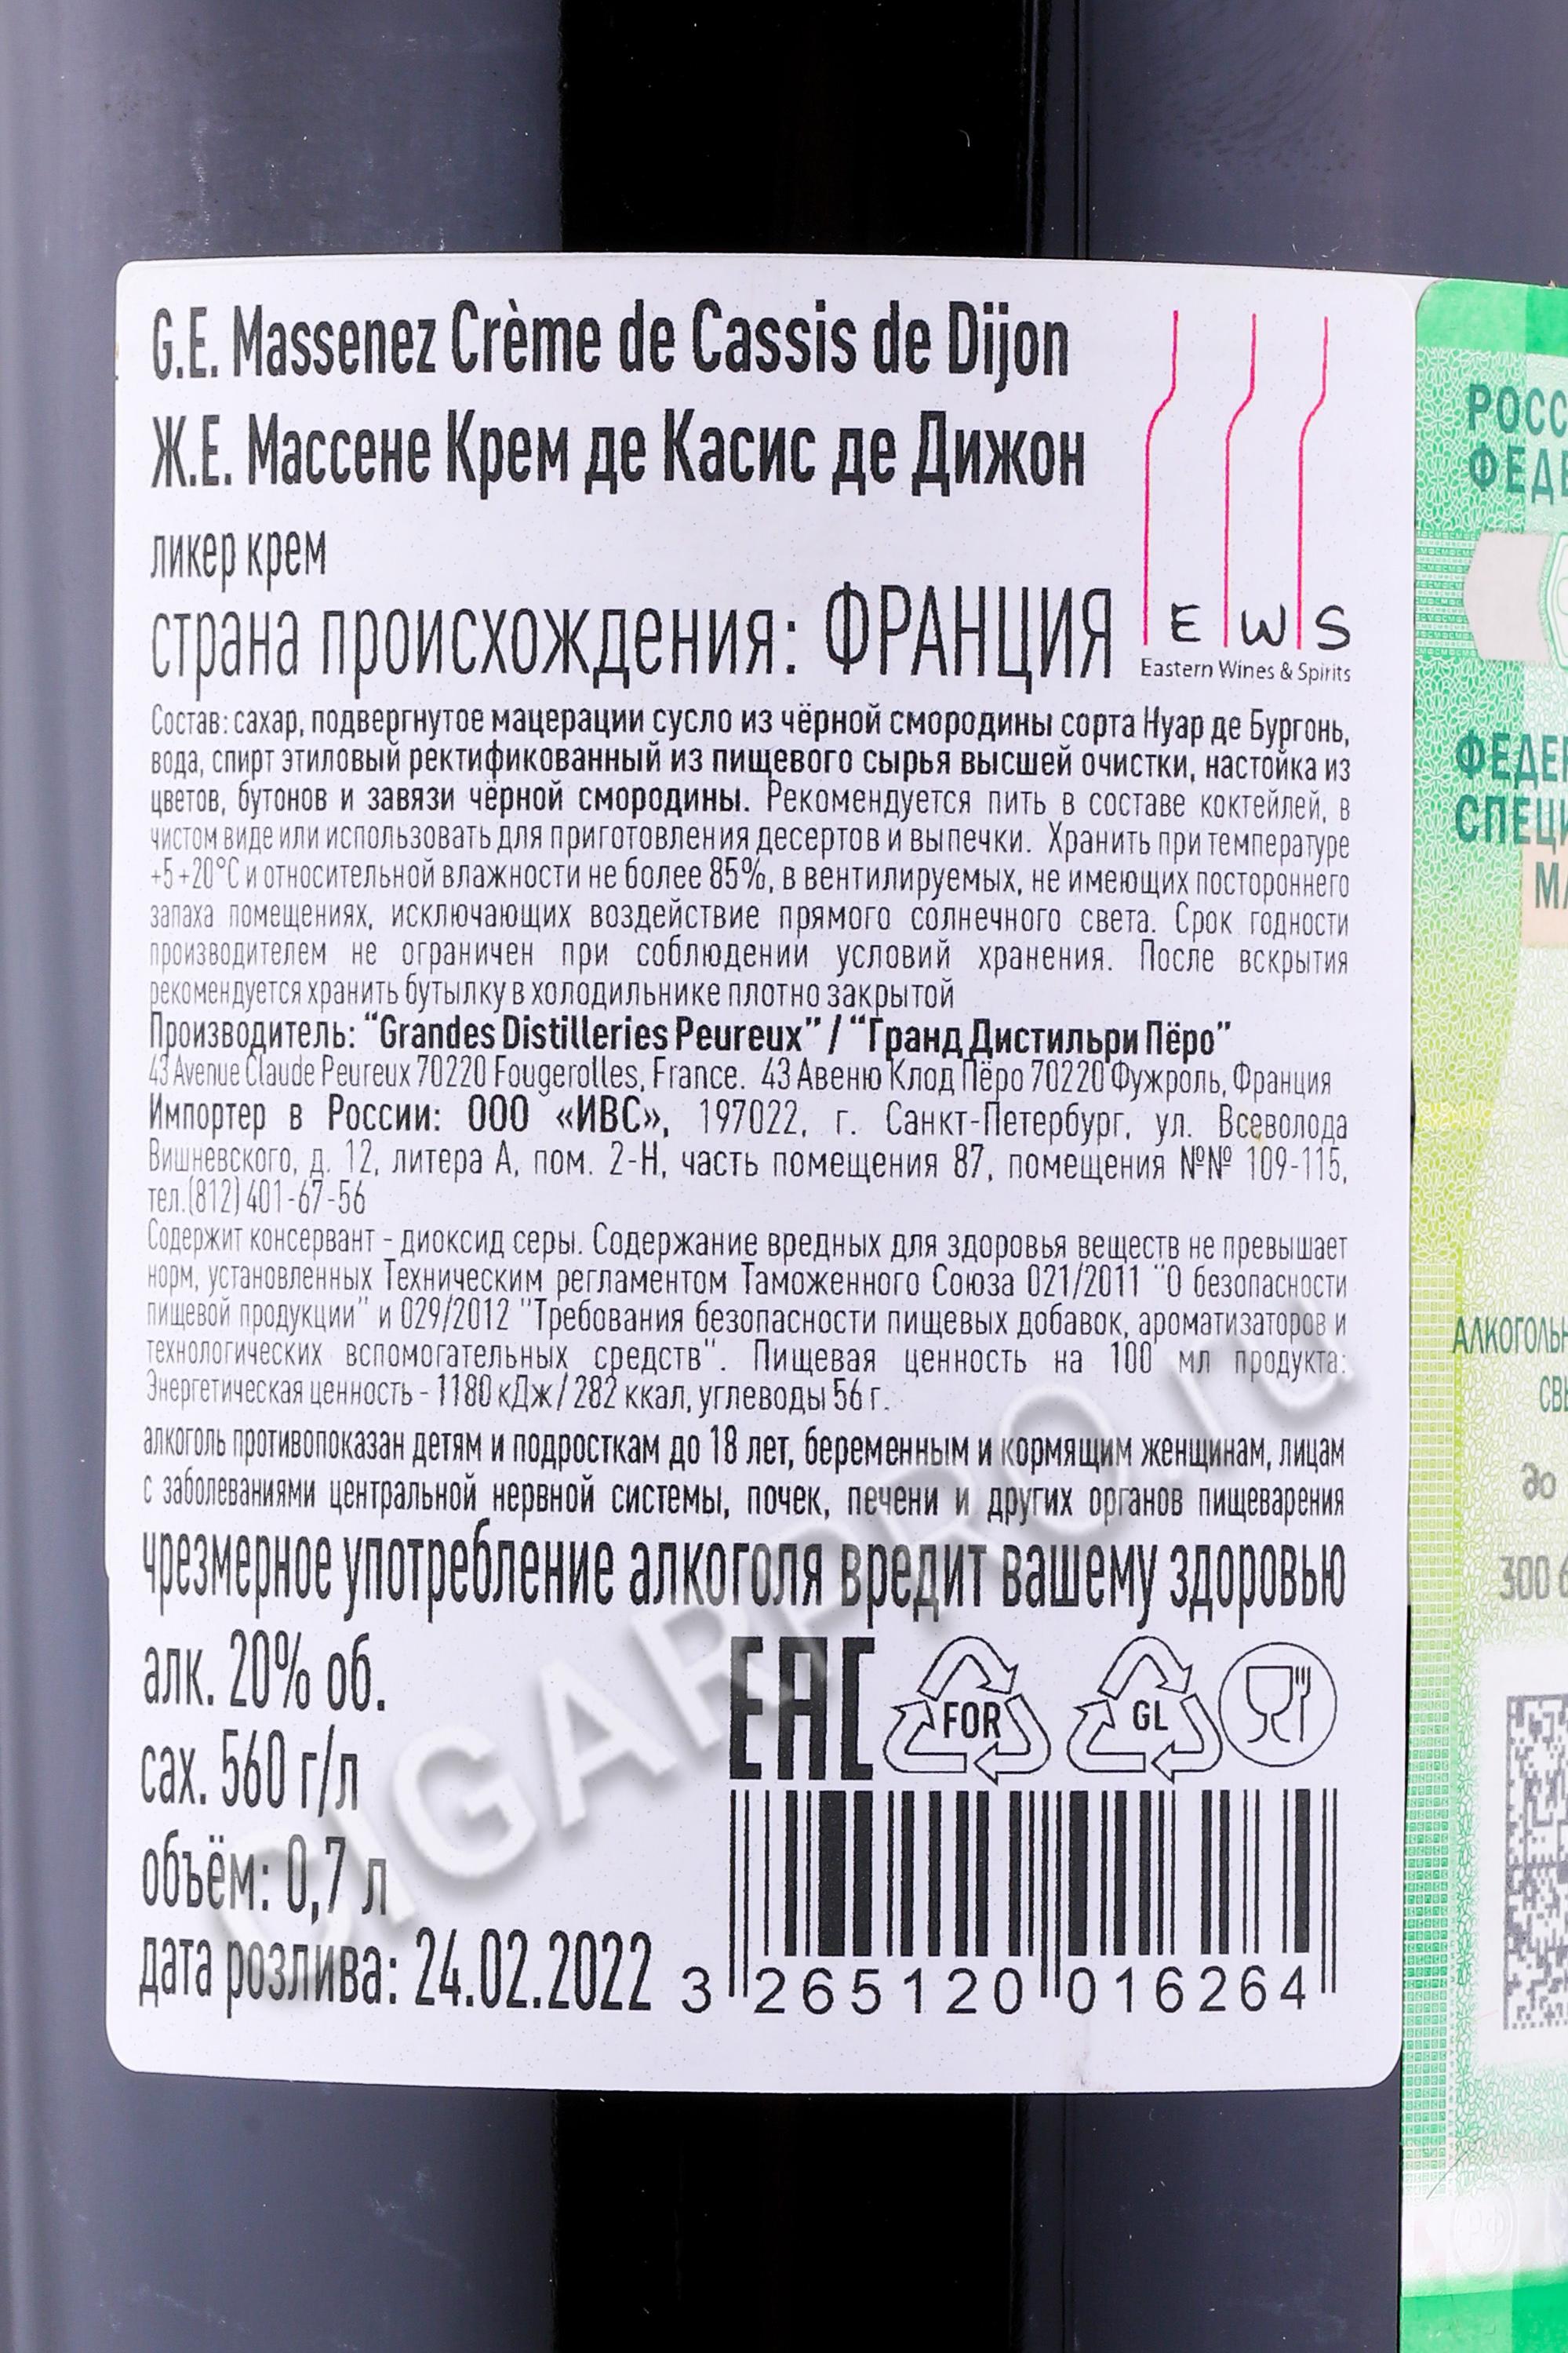 G.E. Massenez Crème de Cassis de Dijon
Ж.Е. Массене Крем де Касис де Дижон
ликер крем
страна происхождения: ФРАНЦИЯ
E W S
Eastern Wines & Spirits
Состав: сахар, подвергнутое мацерации сусло из чёрной смородины сорта Нуар де Бургонь,
вода, спирт этиловый ректификованный из пищевого сырья высшей очистки, настойка из
цветов, бутонов и завязи чёрной смородины. Рекомендуется пить в составе коктейлей, в
чистом виде или использовать для приготовления десертов и выпечки. Хранить при температуре
+5 +20°C и относительной влажности не более 85%, в вентилируемых, не имеющих постороннего
запаха помещениях, исключающих воздействие прямого солнечного света. Срок годности
производителем не ограничен при соблюдении условий хранения. После вскрытия
рекомендуется хранить бутылку в холодильнике плотно закрытой
Производитель: “Grandes Distilleries Peureux” / “Гранд Дистильри Пёро”
43 Avenue Claude Peureux 70220 Fougerolles, France. 43 Авеню Клод Пёро 70220 Фужроль, Франция
Импортер в России: ООО «ИВС», 197022, г. Санкт-Петербург, ул. Всеволода
Вишневского, д. 12, литера А, пом. 2-Н, часть помещения 87, помещения №№ 109-115,
тел.(812) 401-67-56
Содержит консервант - диоксид серы. Содержание вредных для здоровья веществ не превышает
норм, установленных Техническим регламентом Таможенного Союза 021/2011 "О безопасности
пищевой продукции" и 029/2012 "Требования безопасности пищевых добавок, ароматизаторов и
технологических вспомогательных средств". Пищевая ценность на 100 мл продукта:
Энергетическая ценность - 1180 кДж / 282 ккал, углеводы 56 г.
алкоголь противопоказан детям и подросткам до 18 лет, беременным и кормящим женщинам, лицам
с заболеваниями центральной нервной системы, почек, печени и других органов пищеварения
чрезмерное употребление алкоголя вредит вашему здоровью
алк. 20% об.
сах. 560 г/л
объём: 0,7 л
дата розлива: 24.02.2022
EAC
FOR
GL
3 265120 016264
CIGARPRO.ru
РОСС
ФЕДЕ
ФЕДЕР
СПЕЦИ
МА
АЛКОГОЛЬН
СВ
до
300